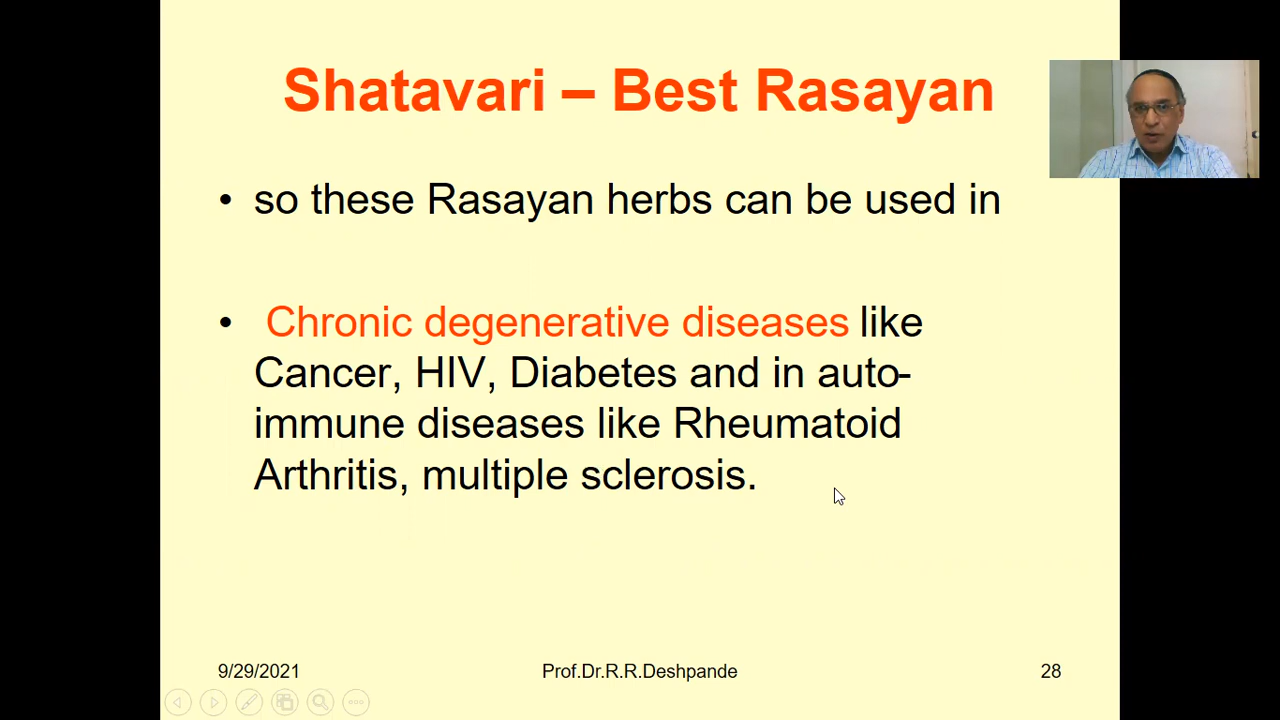 Shatavari – Best Rasayan
• so these Rasayan herbs can be used in
• Chronic degenerative diseases like
Cancer, HIV, Diabetes and in auto-
immune diseases like Rheumatoid
Arthritis, multiple sclerosis.
9/29/2021 Prof.Dr.R.R.Deshpande 28